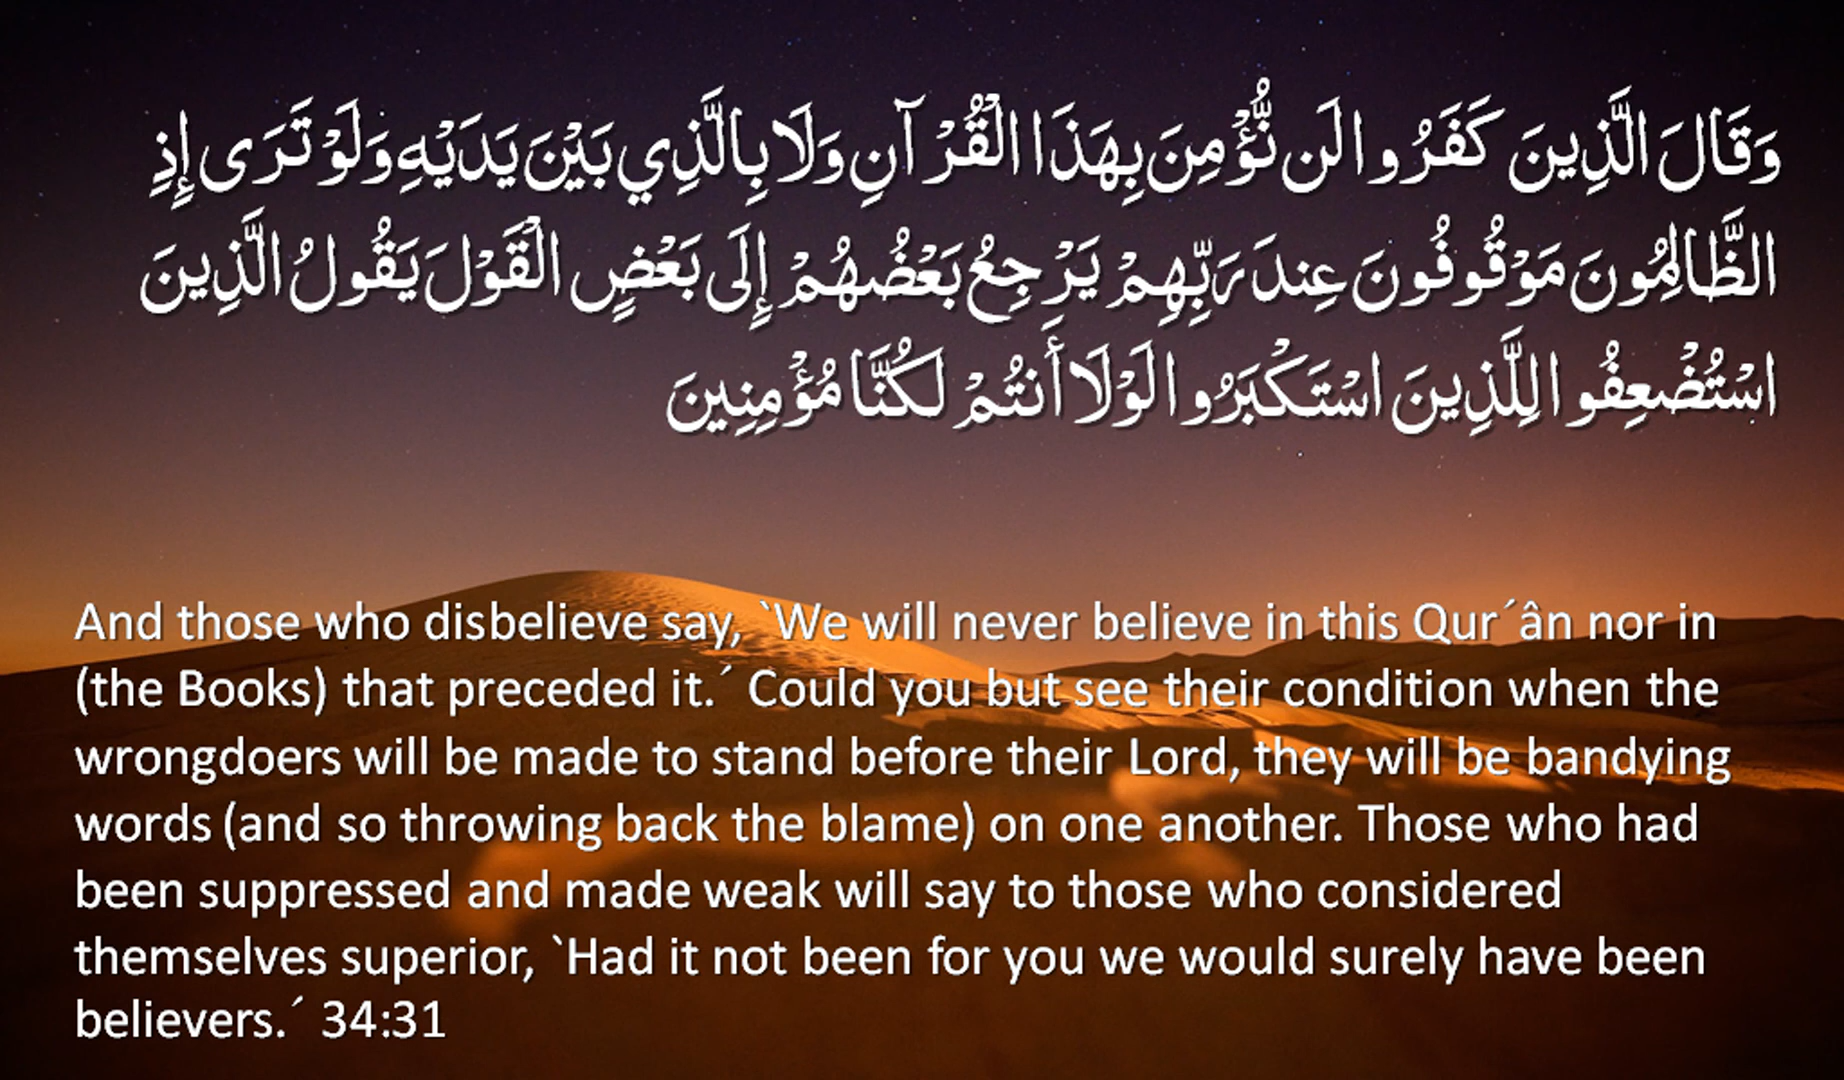 وَقَالَ الَّذِينَ كَفَرُوا لَن نُّؤْمِنَ بِهَذَا الْقُرْآنِ وَلَا بِالَّذِي بَيْنَ يَدَيْهِ وَلَوْ تَرَى إِذِ
الظَّالِمُونَ مَوْقُوفُونَ عِندَ رَبِّهِمْ يَرْجِعُ بَعْضُهُمْ إِلَى بَعْضٍ الْقَوْلَ يَقُولُ الَّذِينَ
اسْتُضْعِفُوا لِلَّذِينَ اسْتَكْبَرُوا لَوْلَا أَنتُمْ لَكُنَّا مُؤْمِنِينَ
And those who disbelieve say, `We will never believe in this Qur´ân nor in
(the Books) that preceded it.´ Could you but see their condition when the
wrongdoers will be made to stand before their Lord, they will be bandying
words (and so throwing back the blame) on one another. Those who had
been suppressed and made weak will say to those who considered
themselves superior, `Had it not been for you we would surely have been
believers.´ 34:31